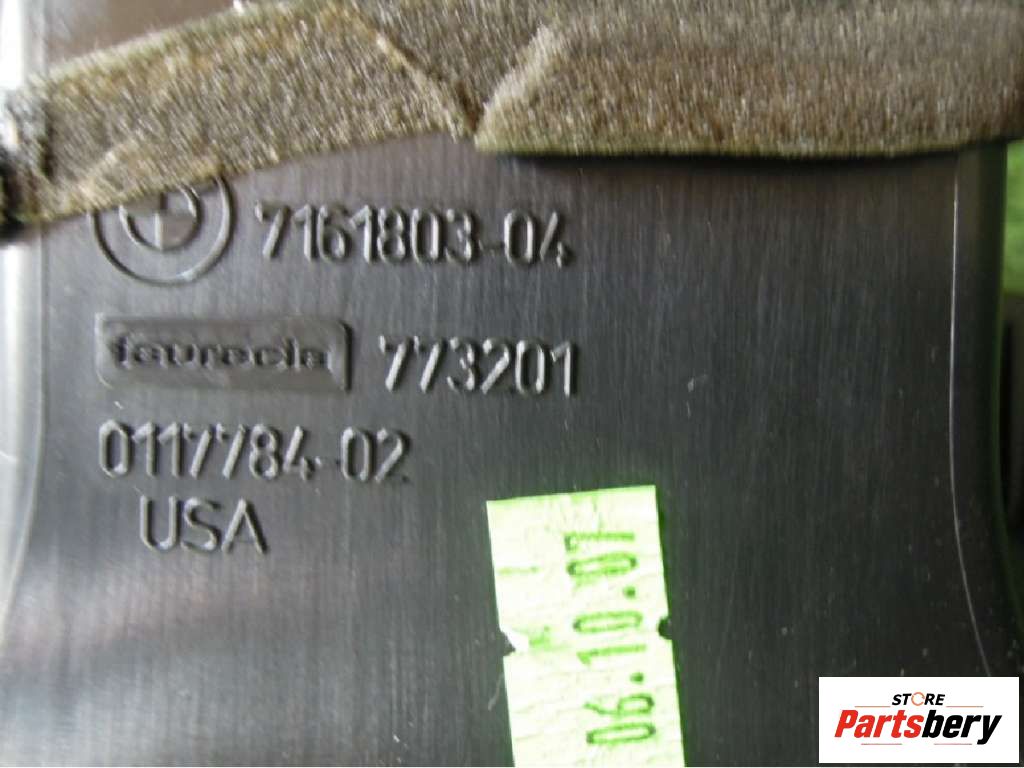 7161803-04
faurecia 773201
0117784-02
USA
06.10.07
STORE
Partsbery